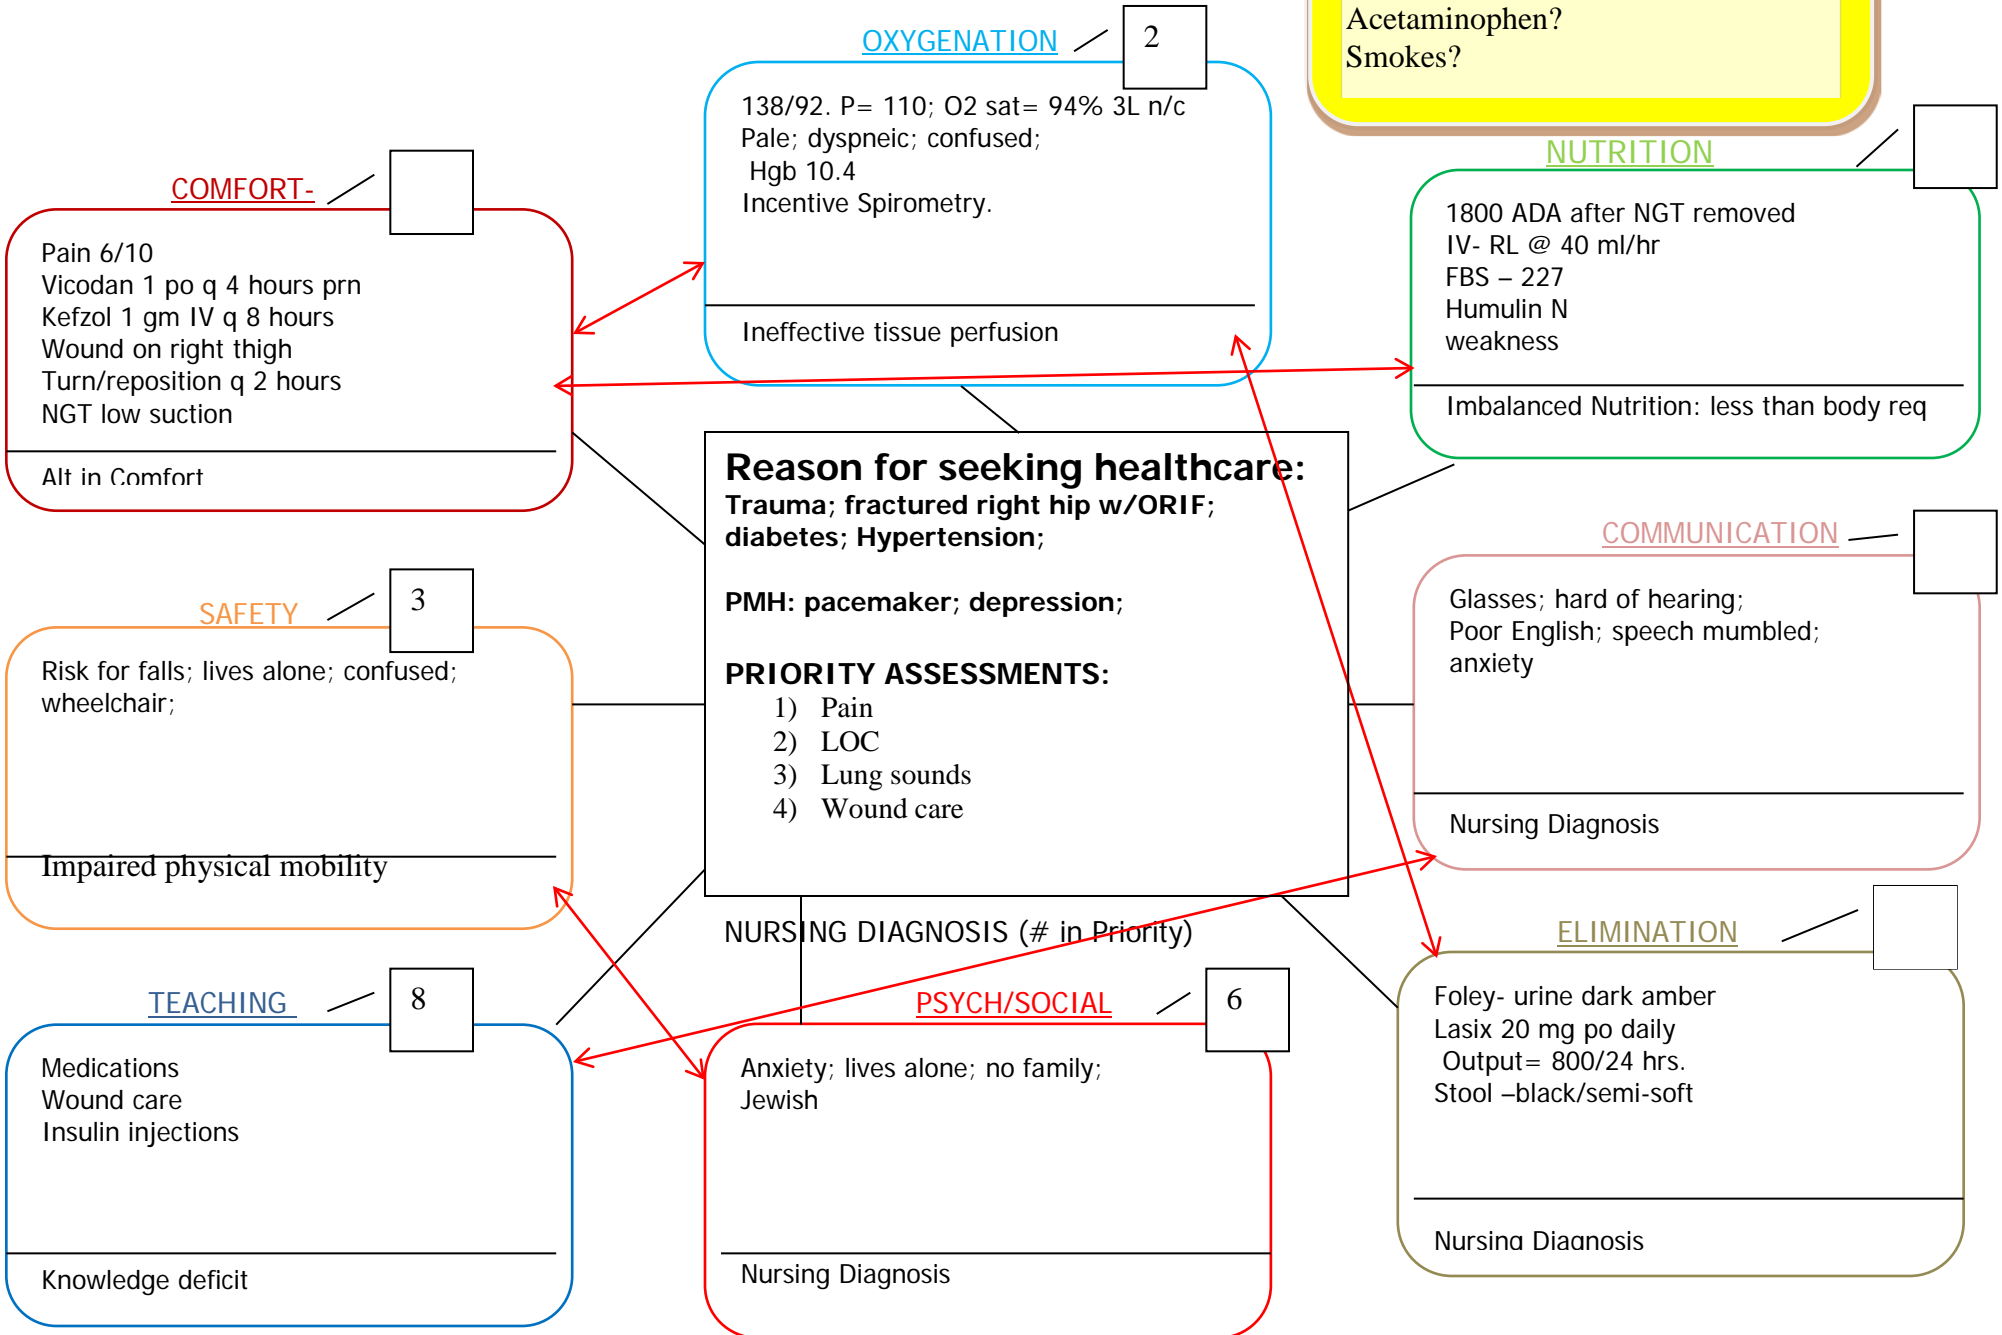 Acetaminophen?
Smokes?
OXYGENATION
2
138/92. P= 110; O2 sat= 94% 3L n/c
Pale; dyspneic; confused;
Hgb 10.4
Incentive Spirometry.
Ineffective tissue perfusion
COMFORT-
Pain 6/10
Vicodan 1 po q 4 hours prn
Kefzol 1 gm IV q 8 hours
Wound on right thigh
Turn/reposition q 2 hours
NGT low suction
Alt in Comfort
NUTRITION
1800 ADA after NGT removed
IV- RL @ 40 ml/hr
FBS – 227
Humulin N
weakness
Imbalanced Nutrition: less than body req
Reason for seeking healthcare:
Trauma; fractured right hip w/ORIF;
diabetes; Hypertension;
PMH: pacemaker; depression;
PRIORITY ASSESSMENTS:
1) Pain
2) LOC
3) Lung sounds
4) Wound care
NURSING DIAGNOSIS (# in Priority)
SAFETY
3
Risk for falls; lives alone; confused;
wheelchair;
Impaired physical mobility
COMMUNICATION
Glasses; hard of hearing;
Poor English; speech mumbled;
anxiety
Nursing Diagnosis
TEACHING
8
Medications
Wound care
Insulin injections
Knowledge deficit
PSYCH/SOCIAL
6
Anxiety; lives alone; no family;
Jewish
Nursing Diagnosis
ELIMINATION
Foley- urine dark amber
Lasix 20 mg po daily
Output= 800/24 hrs.
Stool –black/semi-soft
Nursing Diagnosis